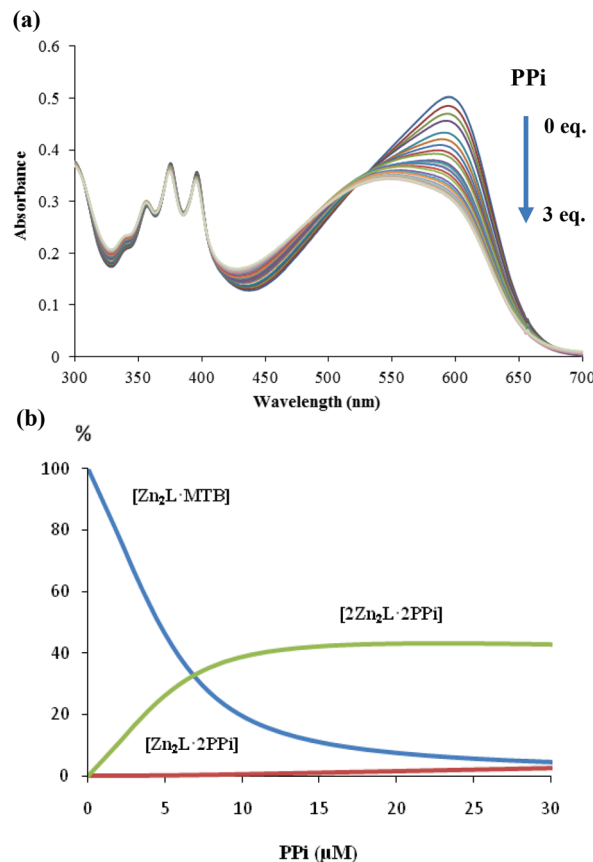 (a)
0.6
0.5
0.4
0.3
0.2
0.1
0
Absorbance
300 350 400 450 500 550 600 650 700
Wavelength (nm)
PPi
0 eq.
3 eq.
(b)
%
100
80
60
40
20
0
[Zn₂L·MTB]
[2Zn₂L·2PPi]
[Zn₂L·2PPi]
0 5 10 15 20 25 30
PPi (µM)